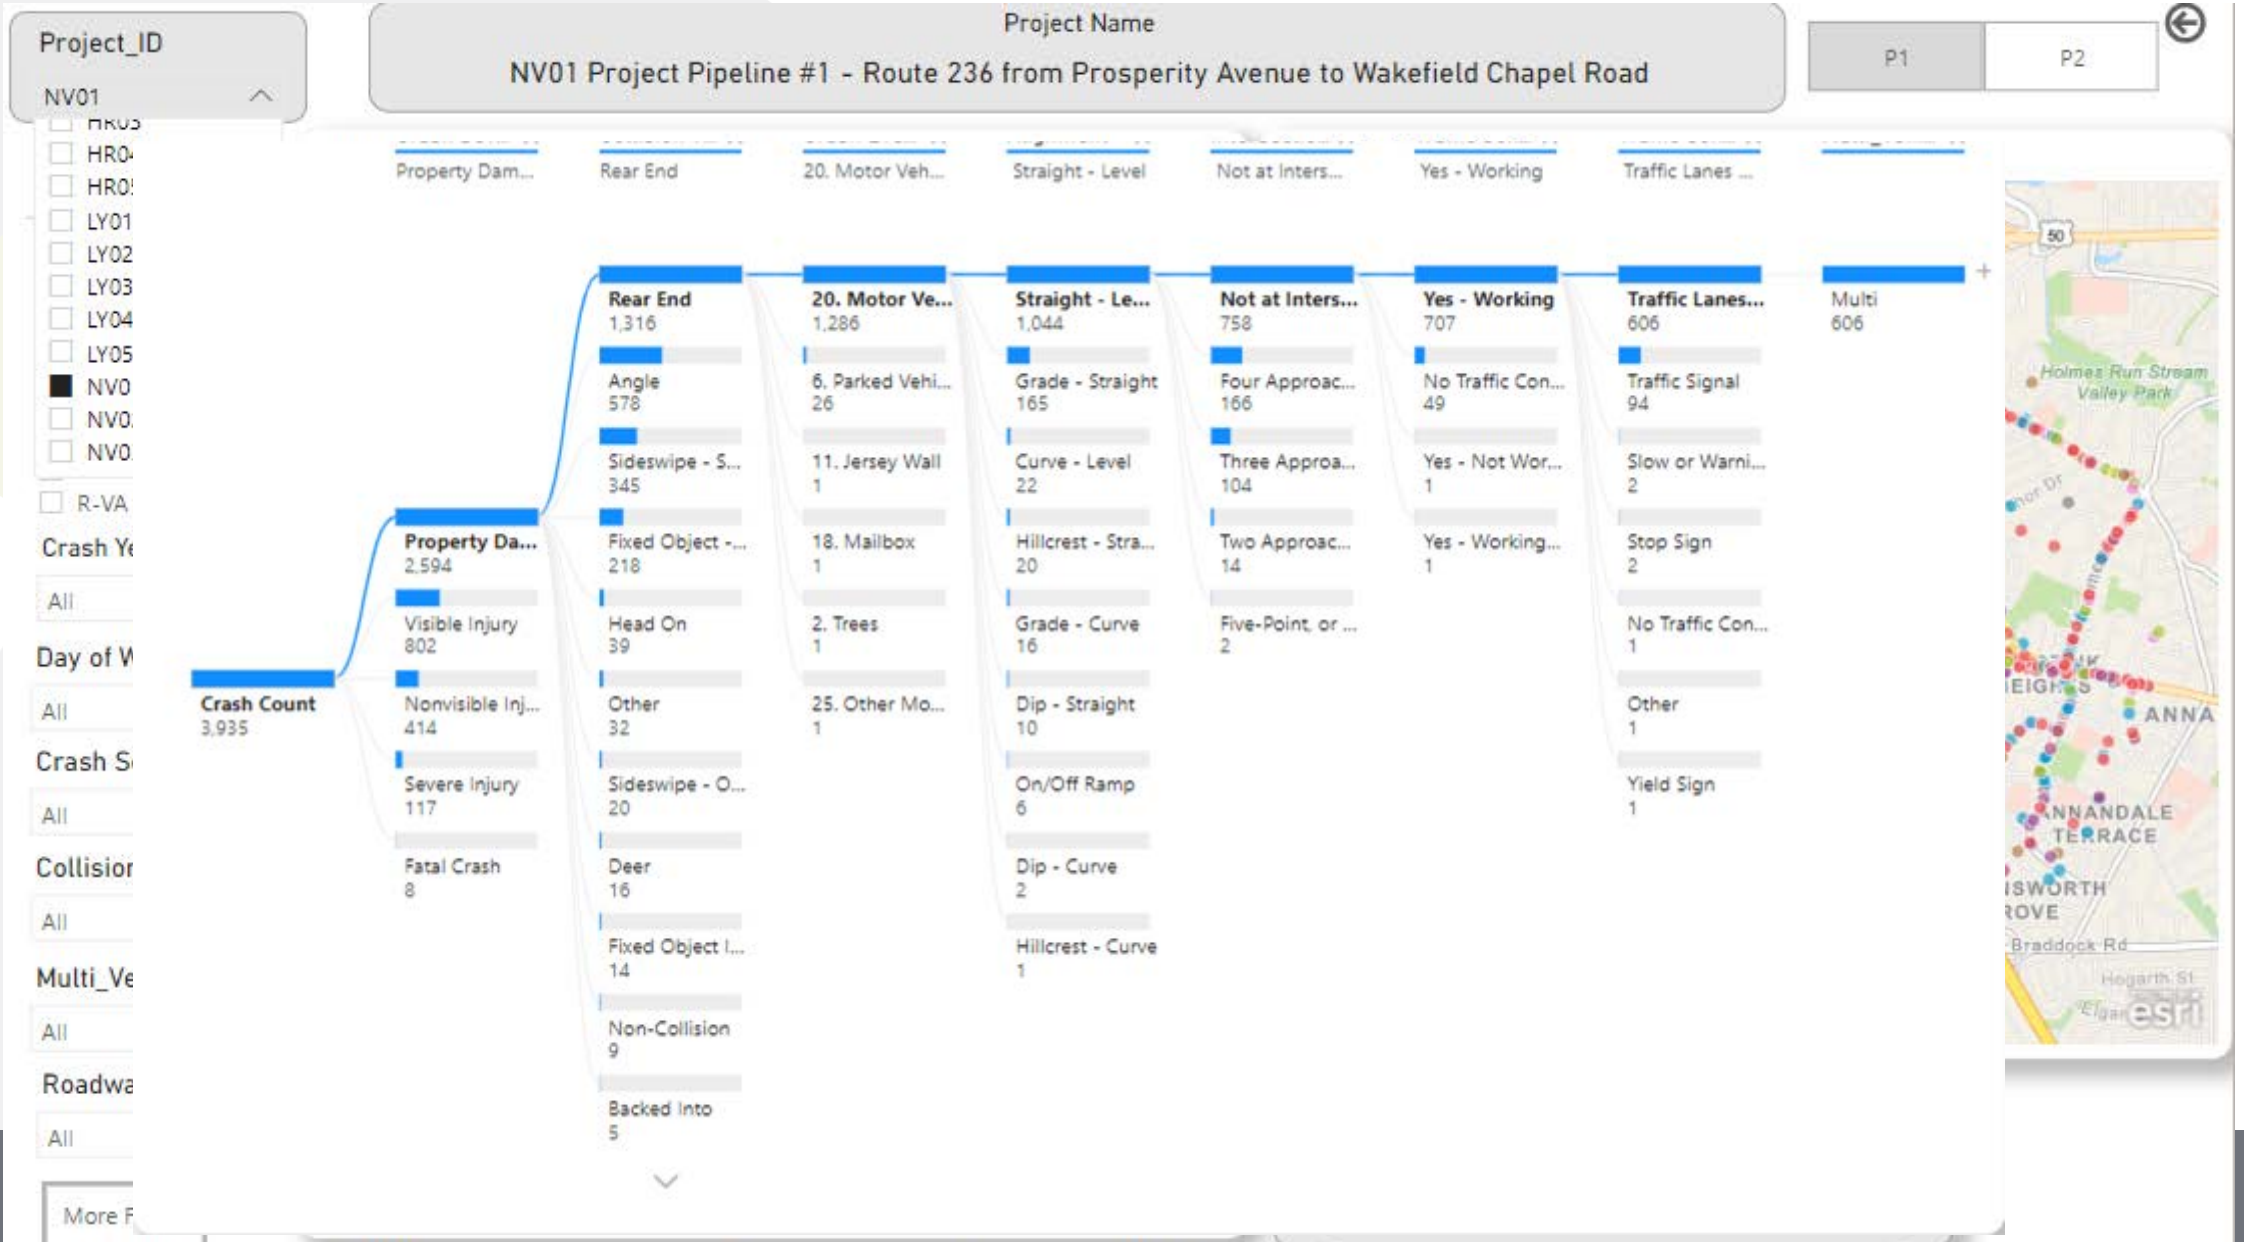 Project_ID
NV01
Project Name
NV01 Project Pipeline #1 - Route 236 from Prosperity Avenue to Wakefield Chapel Road
P1
P2
HR03
HR04
HR05
LY01
LY02
LY03
LY04
LY05
NV0
NV0
NV0
R-VA
Crash Ye
All
Day of W
All
Crash Se
All
Collision
All
Multi_Ve
All
Roadwa
All
More F
Property Dam...
Rear End
20. Motor Veh...
Straight - Level
Not at Inters...
Yes - Working
Traffic Lanes ...
Crash Count
3,935
Property Da...
2,594
Visible Injury
802
Nonvisible Inj...
414
Severe Injury
117
Fatal Crash
8
Rear End
1,316
Angle
578
Sideswipe - S...
345
Fixed Object -...
218
Head On
39
Other
32
Sideswipe - O...
20
Deer
16
Fixed Object I...
14
Non-Collision
9
Backed Into
5
20. Motor Ve...
1,286
6. Parked Vehi...
26
11. Jersey Wall
1
18. Mailbox
1
2. Trees
1
25. Other Mo...
1
Straight - Le...
1,044
Grade - Straight
165
Curve - Level
22
Hillcrest - Stra...
20
Grade - Curve
16
Dip - Straight
10
On/Off Ramp
6
Dip - Curve
2
Hillcrest - Curve
1
Not at Inters...
758
Four Approac...
166
Three Approa...
104
Two Approac...
14
Five-Point, or ...
2
Yes - Working
707
No Traffic Con...
49
Yes - Not Wor...
1
Yes - Working...
1
Traffic Lanes...
606
Traffic Signal
94
Slow or Warni...
2
Stop Sign
2
No Traffic Con...
1
Other
1
Yield Sign
1
Multi
606
50
Holmes Run Stream
Valley Park
ANNA
ANNANDALE
TERRACE
NSWORTH
ROVE
Braddock Rd
Hogarth St
esri